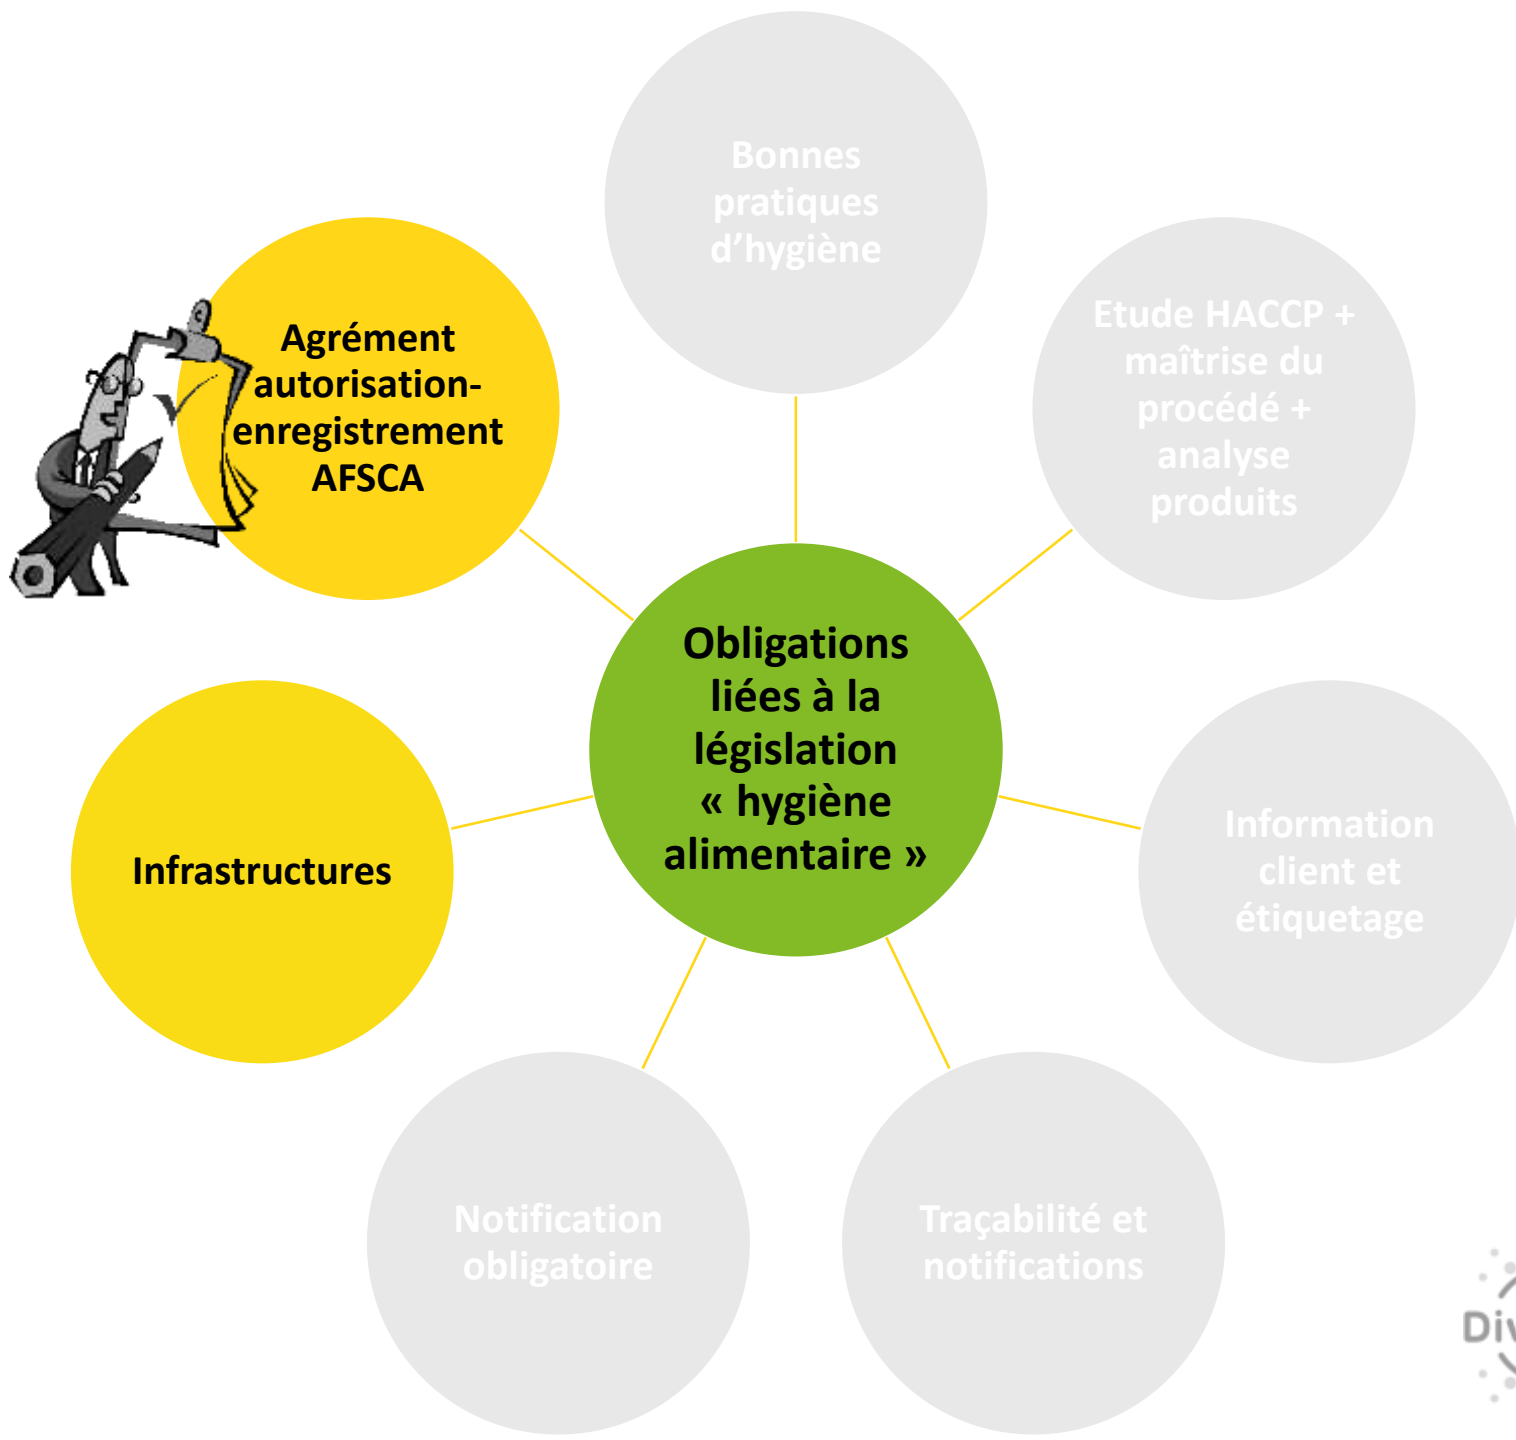 Bonnes
pratiques
d’hygiène
Agrément
autorisation-
enregistrement
AFSCA
Etude HACCP +
maîtrise du
procédé +
analyse
produits
Obligations
liées à la
législation
« hygiène
alimentaire »
Infrastructures
Information
client et
étiquetage
Notification
obligatoire
Traçabilité et
notifications